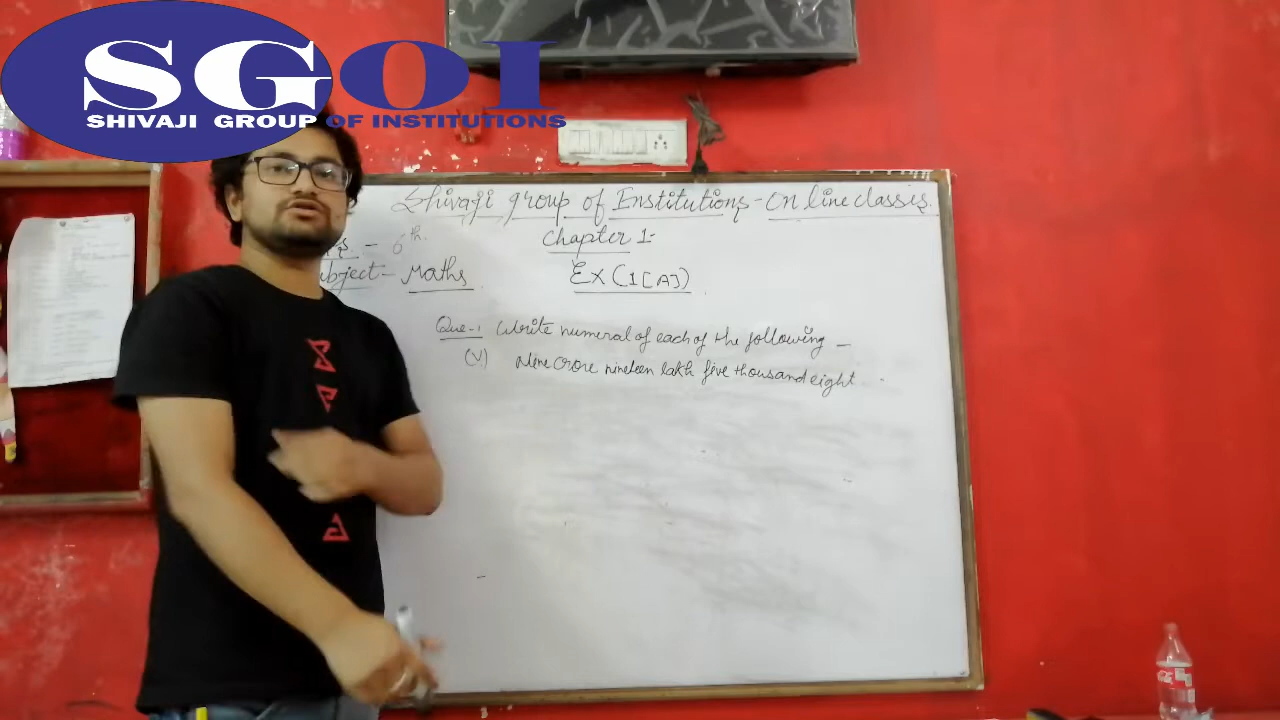 SGOI
SHIVAJI GROUP OF INSTITUTIONS
Shivaji group of Institutions - On line classes.
- 6th.
Chapter 1-
Subject - Maths
Ex (1[A])
Que-1 Write numeral of each of the following -
(V) Nine crore nineteen lakh five thousand eight